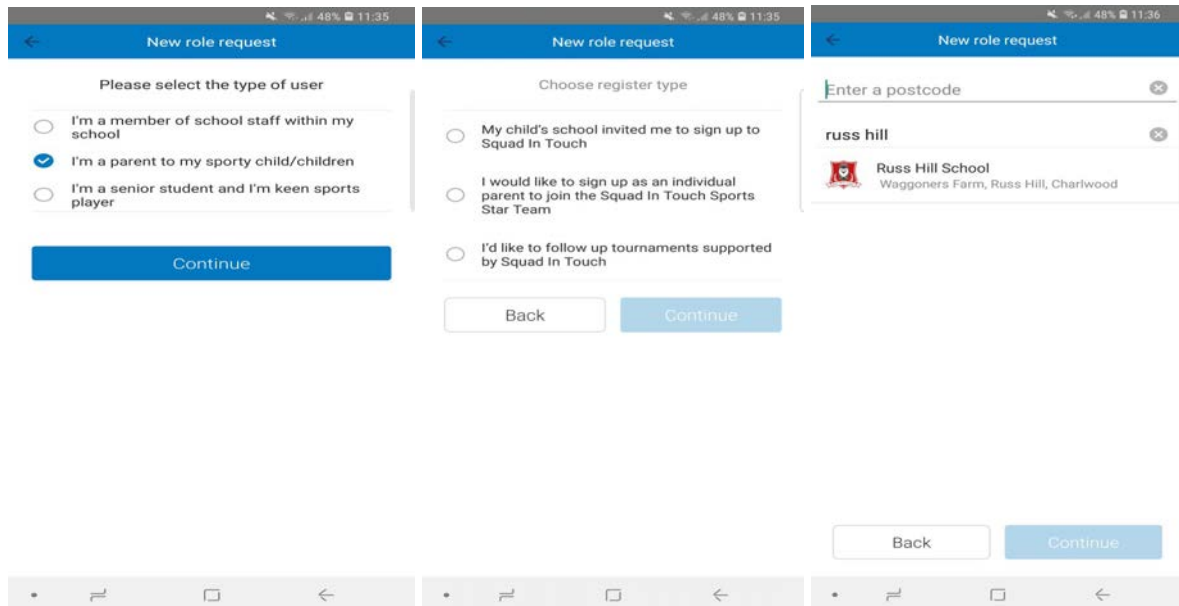 48% 11:35
New role request
Please select the type of user
I'm a member of school staff within my
school
I'm a parent to my sporty child/children
I'm a senior student and I'm keen sports
player
Continue
48% 11:35
New role request
Choose register type
My child's school invited me to sign up to
Squad In Touch
I would like to sign up as an individual
parent to join the Squad In Touch Sports
Star Team
I'd like to follow up tournaments supported
by Squad In Touch
Back
Continue
48% 11:36
New role request
Enter a postcode
russ hill
Russ Hill School
Waggoners Farm, Russ Hill, Charlwood
Back
Continue